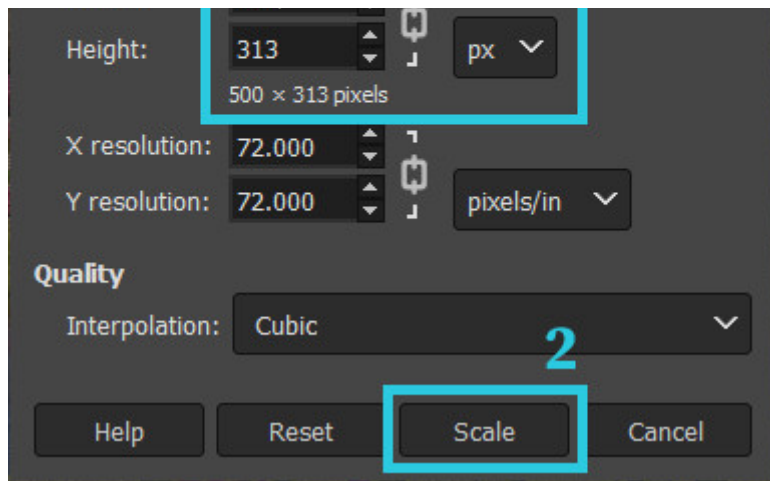 Height: 313 px
500 × 313 pixels
X resolution: 72.000
Y resolution: 72.000 pixels/in
Quality
Interpolation: Cubic
2
Help Reset Scale Cancel